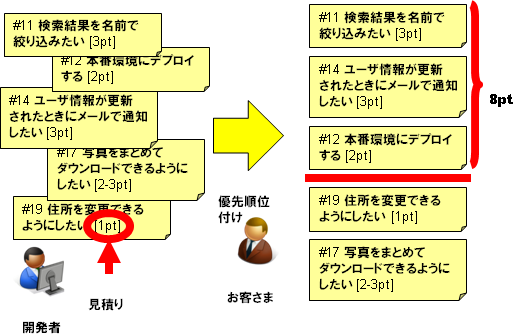 #11 検索結果を名前で
絞り込みたい [3pt]
#12 本番環境にデプロイ
する [2pt]
#14 ユーザ情報が更新
されたときにメールで通知
したい [3pt]
#17 写真をまとめて
ダウンロードできるように
したい [2-3pt]
#19 住所を変更できる
ようにしたい [1pt]
開発者
見積り
優先順位
付け
お客さま
#11 検索結果を名前で
絞り込みたい [3pt]
#14 ユーザ情報が更新
されたときにメールで通知
したい [3pt]
#12 本番環境にデプロイ
する [2pt]
8pt
#19 住所を変更できる
ようにしたい [1pt]
#17 写真をまとめて
ダウンロードできるように
したい [2-3pt]